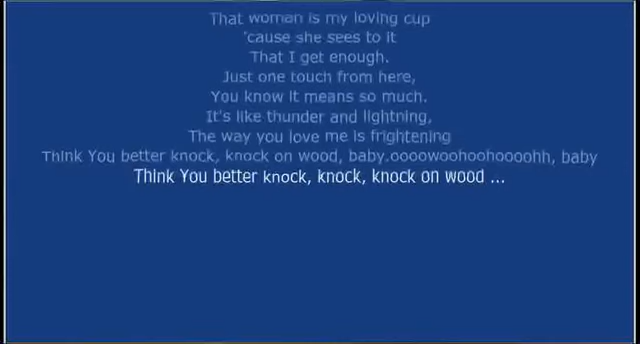 That woman is my loving cup
'cause she sees to it
That I get enough.
Just one touch from here,
You know it means so much.
It's like thunder and lightning,
The way you love me is frightening
Think You better knock, knock on wood, baby.oooowoohoohoooohh, baby
Think You better knock, knock, knock on wood ...